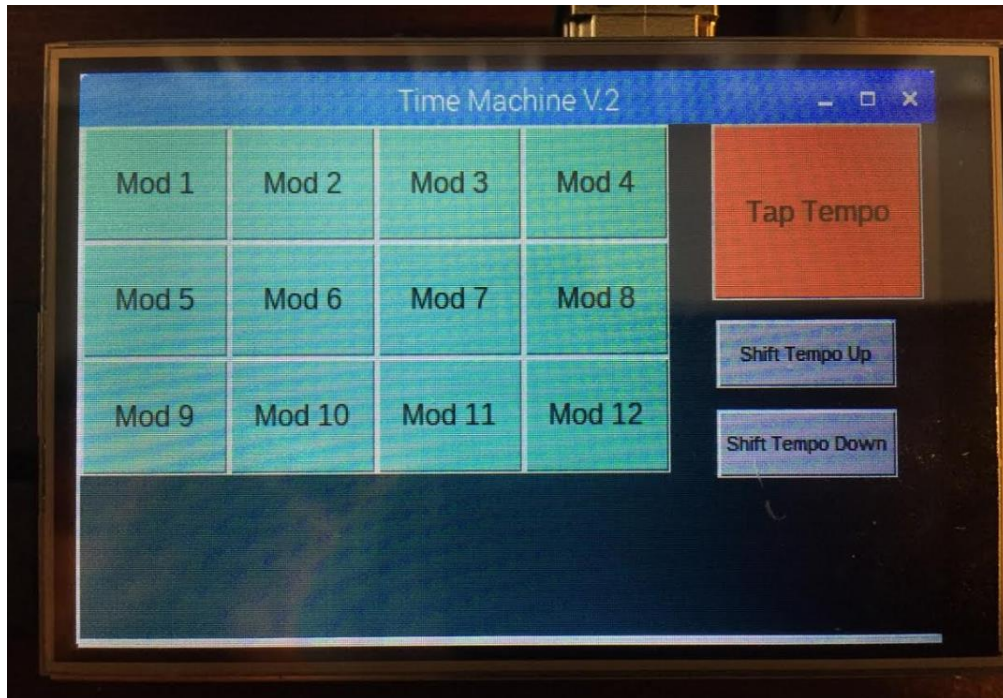 Time Machine V.2
Mod 1 Mod 2 Mod 3 Mod 4
Tap Tempo
Mod 5 Mod 6 Mod 7 Mod 8
Shift Tempo Up
Mod 9 Mod 10 Mod 11 Mod 12
Shift Tempo Down